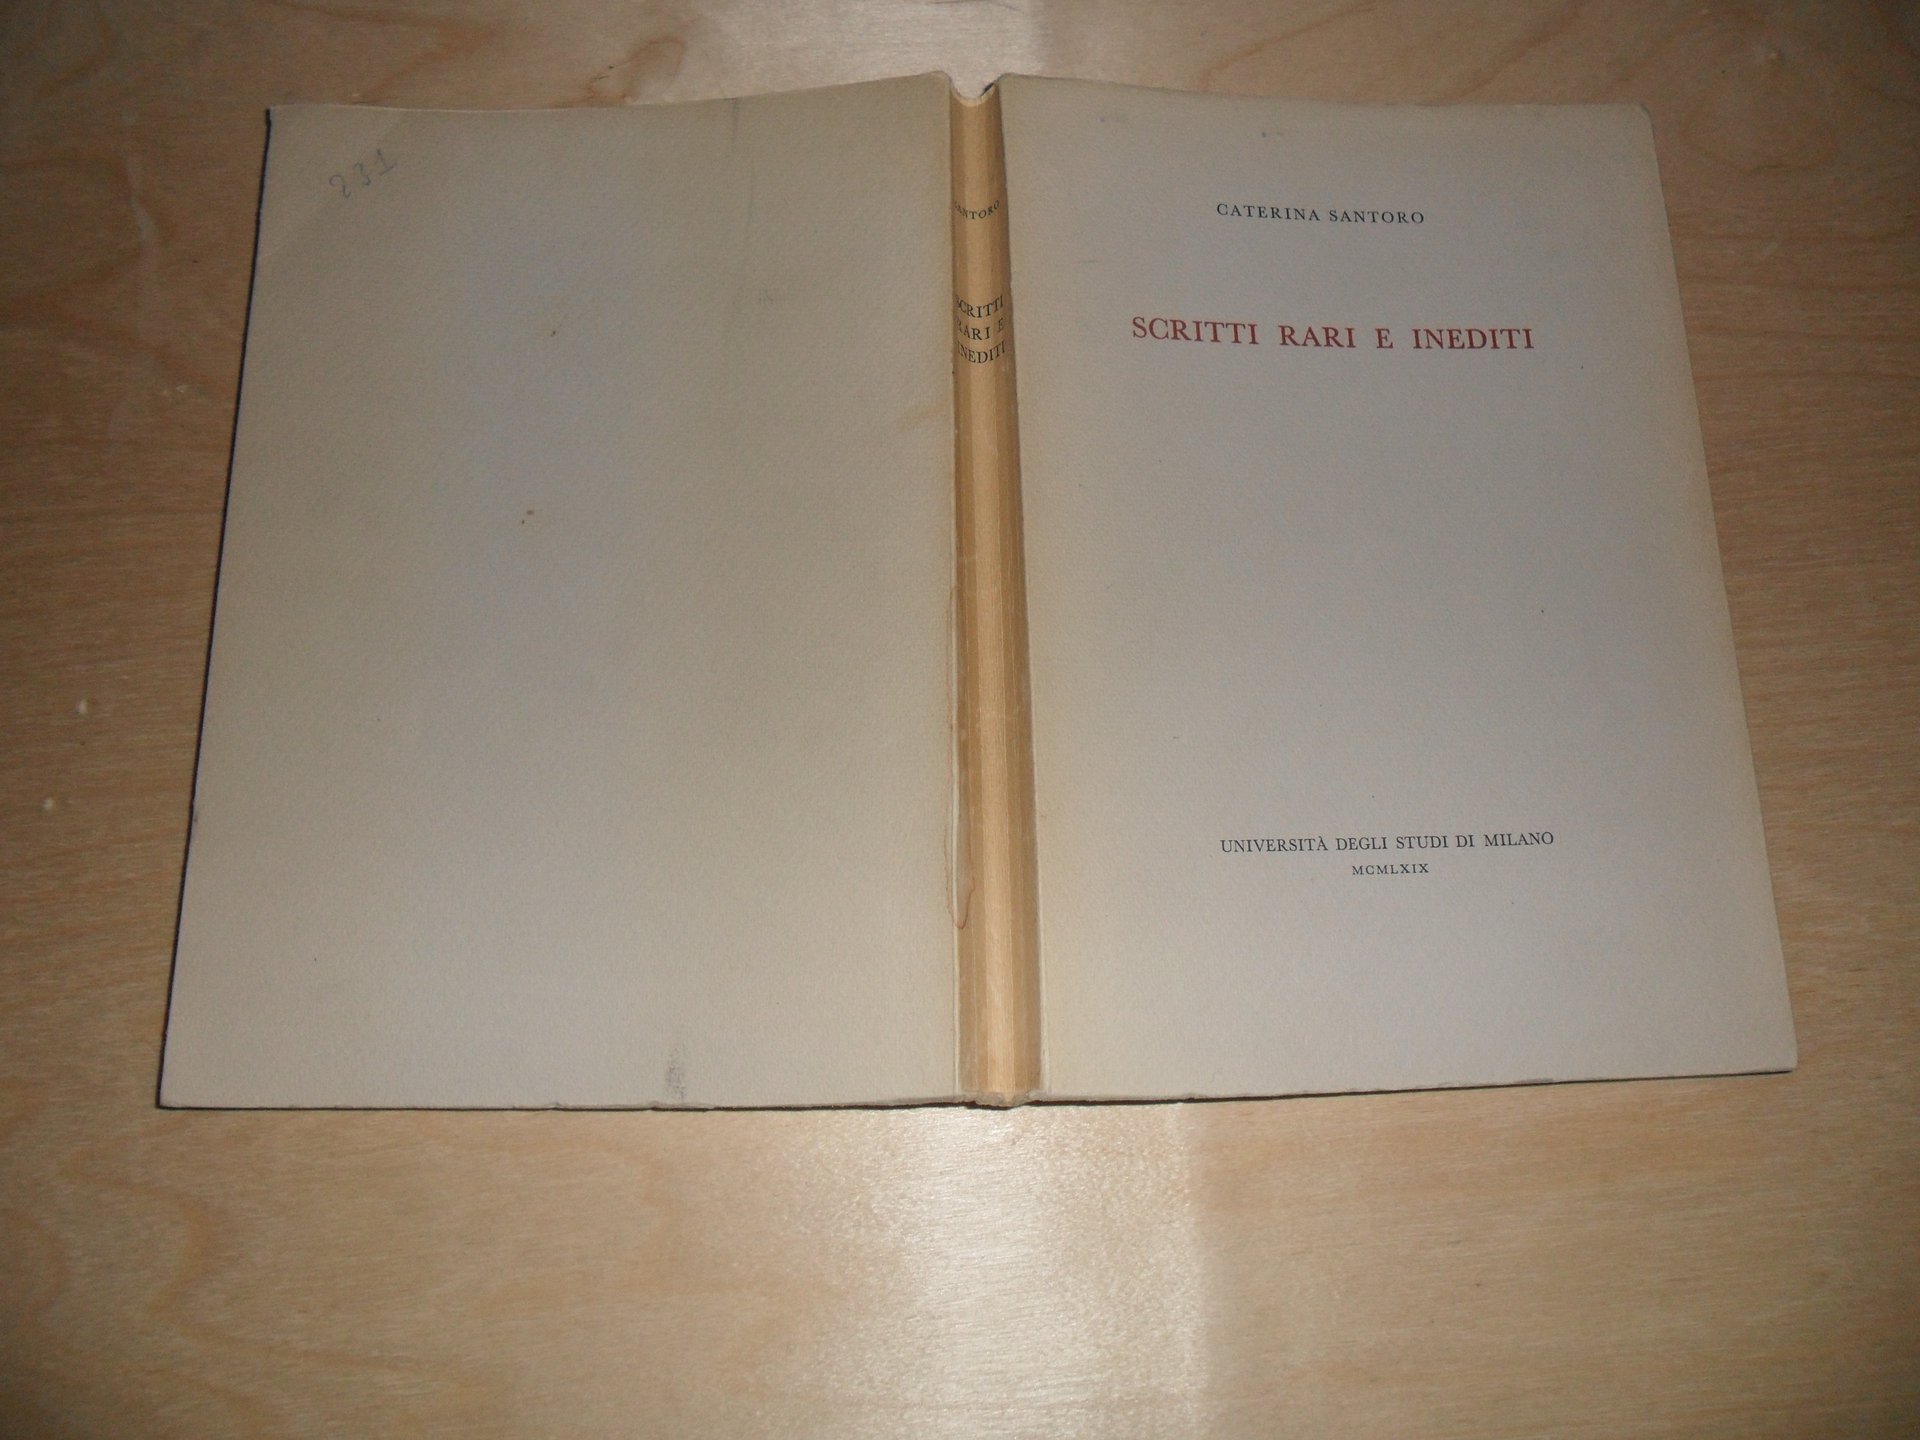 231
SANTORO
SCRITTI
RARI E
INEDITI
CATERINA SANTORO
SCRITTI RARI E INEDITI
UNIVERSITÀ DEGLI STUDI DI MILANO
MCMLXIX